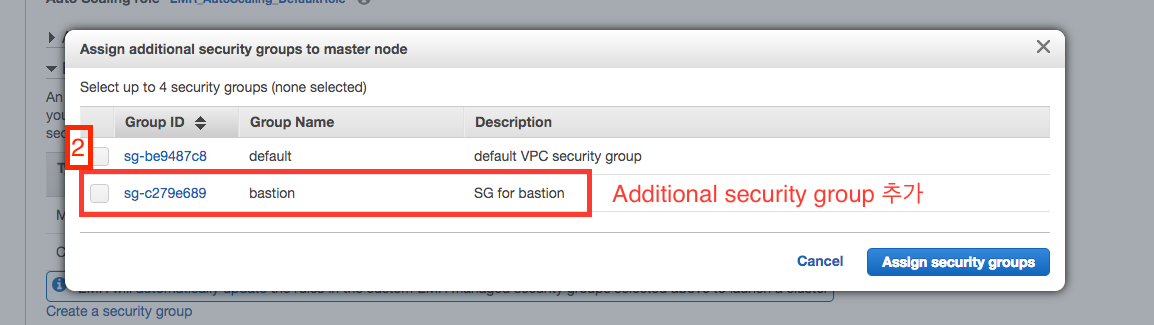 Auto Scaling role EMR_AutoScaling_DefaultRole
Assign additional security groups to master node
Select up to 4 security groups (none selected)
An
you
sec
Group ID Group Name Description
2
sg-be9487c8 default default VPC security group
sg-c279e689 bastion SG for bastion
Additional security group 추가
M
C
Cancel Assign security groups
EMR will automatically update the rules in the custom EMR managed security groups selected above to launch a cluster
Create a security group